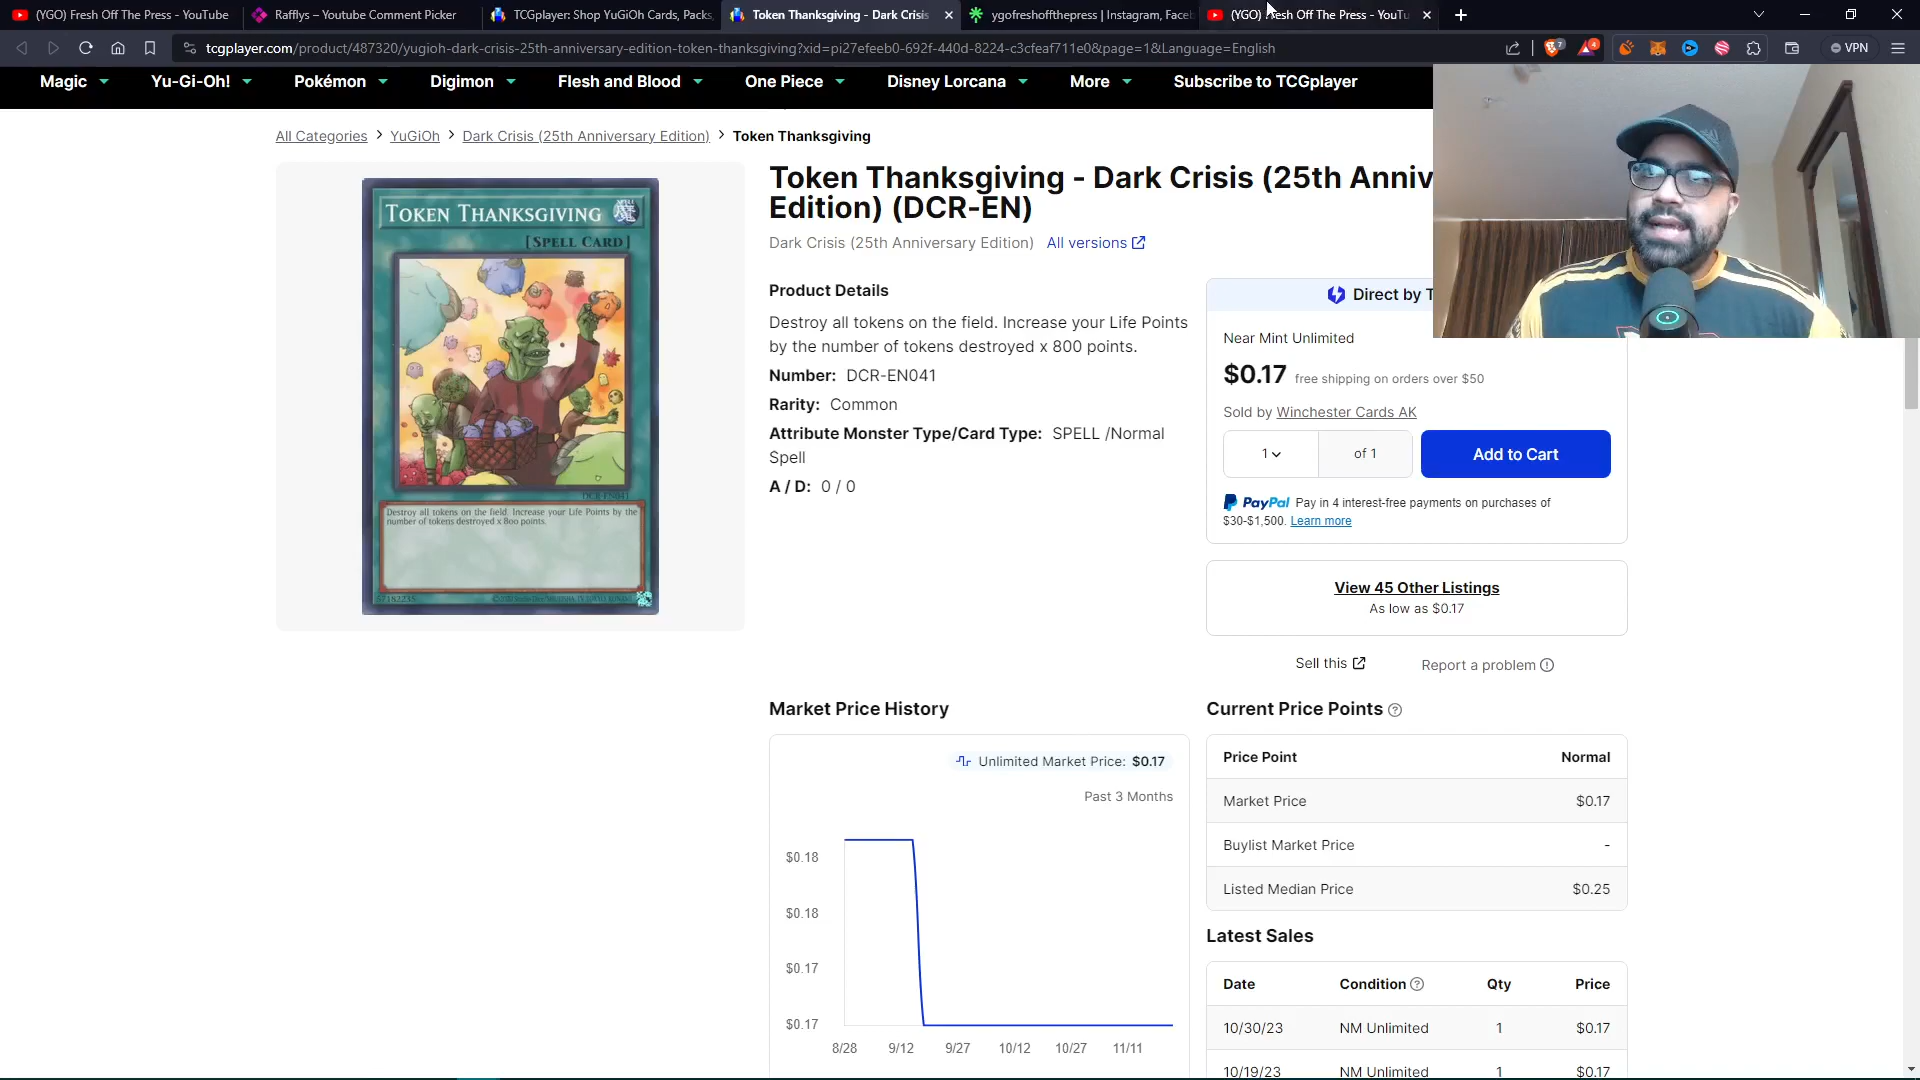 (YGO) Fresh Off The Press - YouTube
Rafflys – Youtube Comment Picker
TCGplayer: Shop YuGiOh Cards, Packs,
Token Thanksgiving - Dark Crisis
ygofreshoffthepress | Instagram, Faceb
(YGO) Fresh Off The Press - YouTu
tcgplayer.com/product/487320/yugioh-dark-crisis-25th-anniversary-edition-token-thanksgiving?xid=pi27efeeb0-692f-440d-8224-c3cfeaf711e0&page=1&Language=English
VPN
Magic
Yu-Gi-Oh!
Pokémon
Digimon
Flesh and Blood
One Piece
Disney Lorcana
More
Subscribe to TCGplayer
All Categories > YuGiOh > Dark Crisis (25th Anniversary Edition) > Token Thanksgiving
Token Thanksgiving - Dark Crisis (25th Anniv
Edition) (DCR-EN)
Dark Crisis (25th Anniversary Edition) All versions
TOKEN THANKSGIVING
[SPELL CARD]
DCR-EN041
Destroy all tokens on the field. Increase your Life Points by the
number of tokens destroyed x 800 points.
57182235
Product Details
Destroy all tokens on the field. Increase your Life Points
by the number of tokens destroyed x 800 points.
Number: DCR-EN041
Rarity: Common
Attribute Monster Type/Card Type: SPELL /Normal
Spell
A / D: 0 / 0
Direct by T
Near Mint Unlimited
$0.17 free shipping on orders over $50
Sold by Winchester Cards AK
1
of 1
Add to Cart
PayPal Pay in 4 interest-free payments on purchases of
$30-$1,500. Learn more
View 45 Other Listings
As low as $0.17
Sell this
Report a problem
Market Price History
Unlimited Market Price: $0.17
Past 3 Months
$0.18
$0.18
$0.17
$0.17
8/28 9/12 9/27 10/12 10/27 11/11
Current Price Points
Price Point Normal
Market Price $0.17
Buylist Market Price -
Listed Median Price $0.25
Latest Sales
Date Condition Qty Price
10/30/23 NM Unlimited 1 $0.17
10/19/23 NM Unlimited 1 $0.17